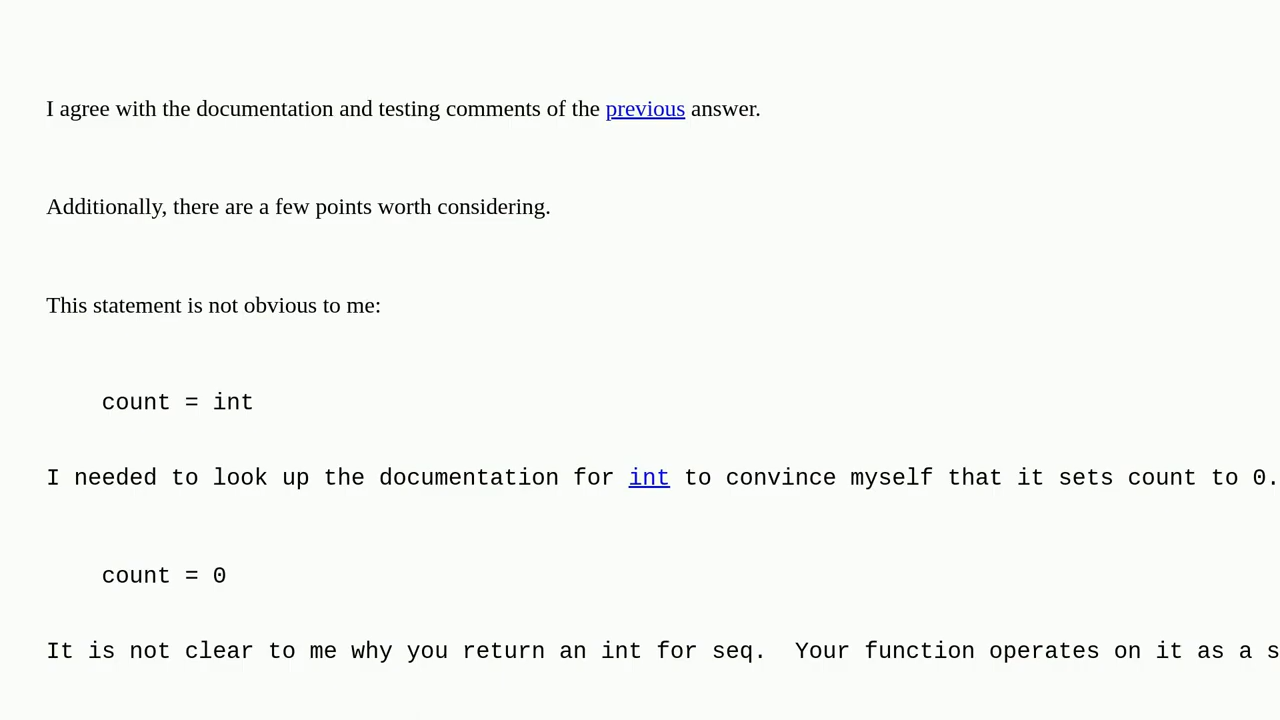 I agree with the documentation and testing comments of the previous answer.
Additionally, there are a few points worth considering.
This statement is not obvious to me:
count = int
I needed to look up the documentation for int to convince myself that it sets count to 0.
count = 0
It is not clear to me why you return an int for seq.  Your function operates on it as a